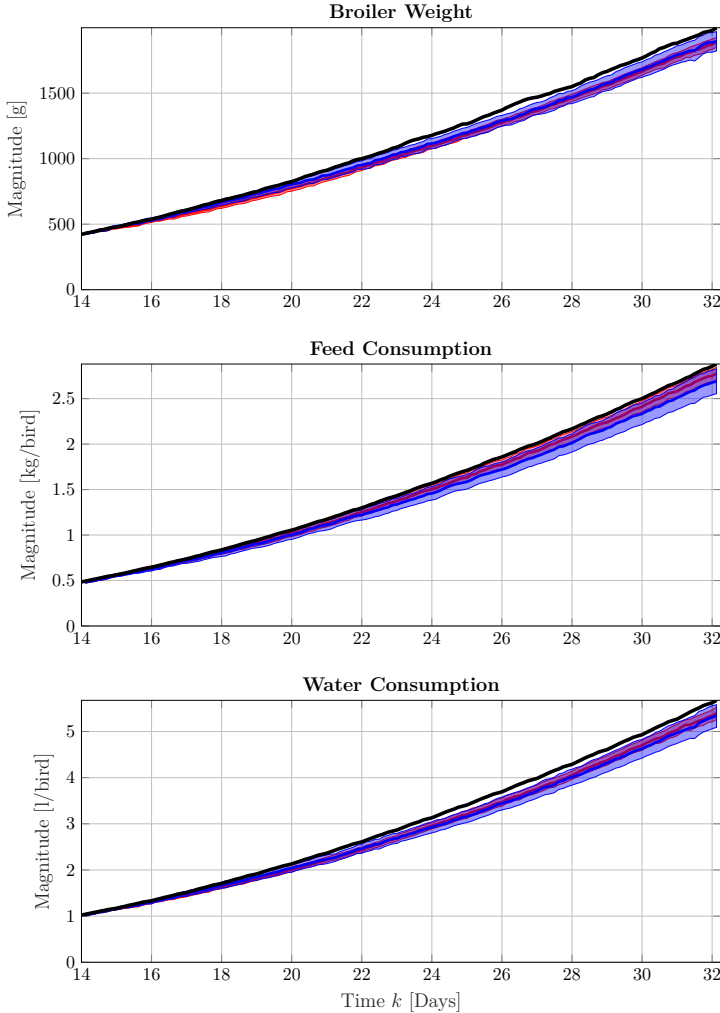 Broiler Weight
Magnitude [g]
1500
1000
500
0
14 16 18 20 22 24 26 28 30 32
Feed Consumption
Magnitude [kg/bird]
2.5
2
1.5
1
0.5
0
14 16 18 20 22 24 26 28 30 32
Water Consumption
Magnitude [l/bird]
5
4
3
2
1
0
14 16 18 20 22 24 26 28 30 32
Time k [Days]